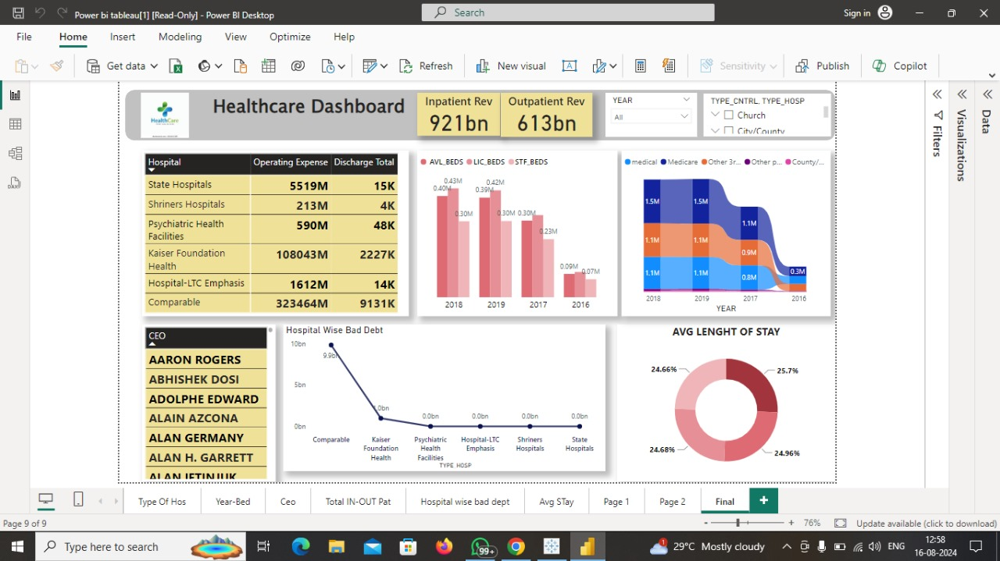 Power BI tableau[1] [Read-Only] - Power BI Desktop
Search
Sign in
File Home Insert Modeling View Optimize Help
Get data Refresh New visual Sensitivity Publish Copilot
HealthCare
Healthcare Dashboard
Inpatient Rev
921bn
Outpatient Rev
613bn
YEAR
All
TYPE_CNTRL, TYPE_HOSP
Church
City/County
Filters
Visualizations
Data
Hospital Operating Expense Discharge Total
State Hospitals 5519M 15K
Shriners Hospitals 213M 4K
Psychiatric Health
Facilities 590M 48K
Kaiser Foundation
Health 108043M 2227K
Hospital-LTC Emphasis 1612M 14K
Comparable 323464M 9131K
AVL_BEDS LIC_BEDS STF_BEDS
0.40M 0.43M 0.30M
0.39M 0.42M 0.30M
0.30M 0.23M
0.09M 0.07M
2018 2019 2017 2016
medical Medicare Other 3r... Other p... County/...
1.5M 1.5M 1.1M 0.3M
1.1M 1.1M 0.9M
1.1M 1.1M 0.8M
2018 2019 2017 2016
YEAR
CEO
AARON ROGERS
ABHISHEK DOSI
ADOLPHE EDWARD
ALAIN AZCONA
ALAN GERMANY
ALAN H. GARRETT
Hospital Wise Bad Debt
10bn
5bn
0bn
9.9bn 1.0bn 0.0bn 0.0bn 0.0bn 0.0bn
Comparable
Kaiser
Foundation
Health
Psychiatric
Health
Facilities
Hospital-LTC
Emphasis
Shriners
Hospitals
State
Hospitals
TYPE HOSP
AVG LENGHT OF STAY
24.66%
25.7%
24.68%
24.96%
Type Of Hos Year-Bed Ceo Total IN-OUT Pat Hospital wise bad dept Avg STay Page 1 Page 2 Final +
Page 9 of 9
- + 76% Update available (click to download)
Type here to search
99+
1
29°C Mostly cloudy
ENG
12:58
16-08-2024